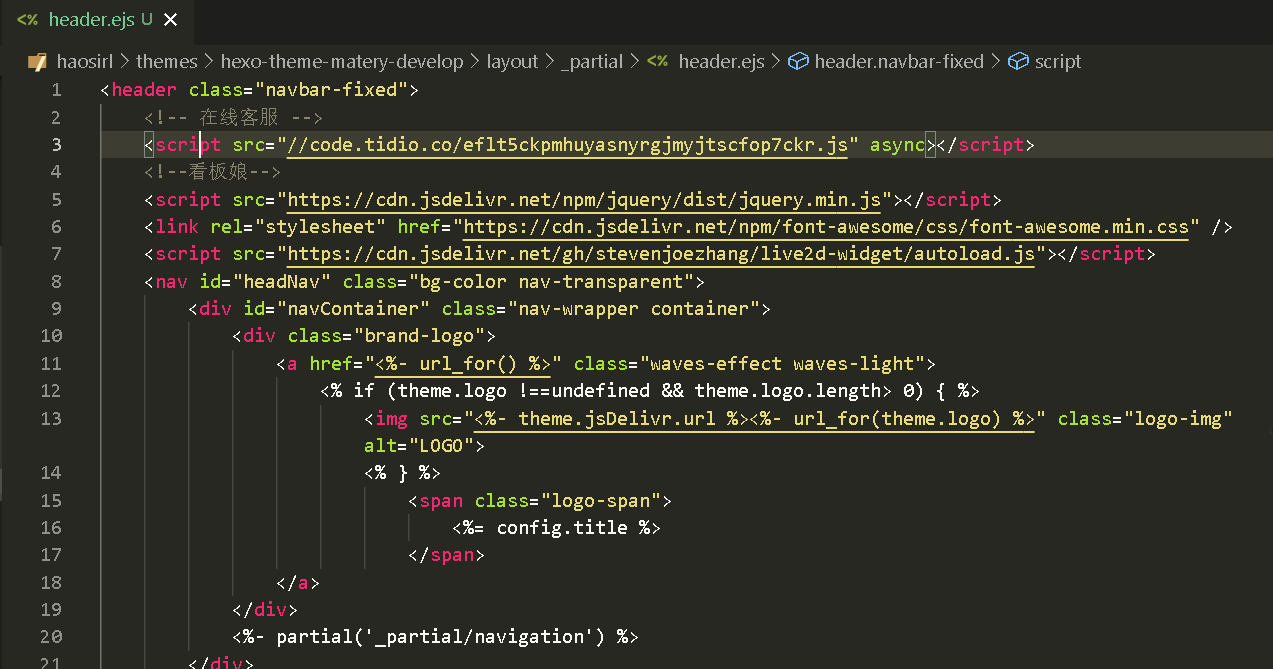 <% header.ejs U ×
haosirl > themes > hexo-theme-matery-develop > layout > _partial > <% header.ejs > header.navbar-fixed > script
1 <header class="navbar-fixed">
2 <!-- 在线客服 -->
3 <script src="//code.tidio.co/eflt5ckpmhuyasnyrgjmyjtscfop7ckr.js" async></script>
4 <!--看板娘-->
5 <script src="https://cdn.jsdelivr.net/npm/jquery/dist/jquery.min.js"></script>
6 <link rel="stylesheet" href="https://cdn.jsdelivr.net/npm/font-awesome/css/font-awesome.min.css" />
7 <script src="https://cdn.jsdelivr.net/gh/stevenjoezhang/live2d-widget/autoload.js"></script>
8 <nav id="headNav" class="bg-color nav-transparent">
9 <div id="navContainer" class="nav-wrapper container">
10 <div class="brand-logo">
11 <a href="<%- url_for() %>" class="waves-effect waves-light">
12 <% if (theme.logo !==undefined && theme.logo.length> 0) { %>
13 <img src="<%- theme.jsDelivr.url %><%- url_for(theme.logo) %>" class="logo-img"
alt="LOGO">
14 <% } %>
15 <span class="logo-span">
16 <%= config.title %>
17 </span>
18 </a>
19 </div>
20 <%- partial('_partial/navigation') %>
21 </div>